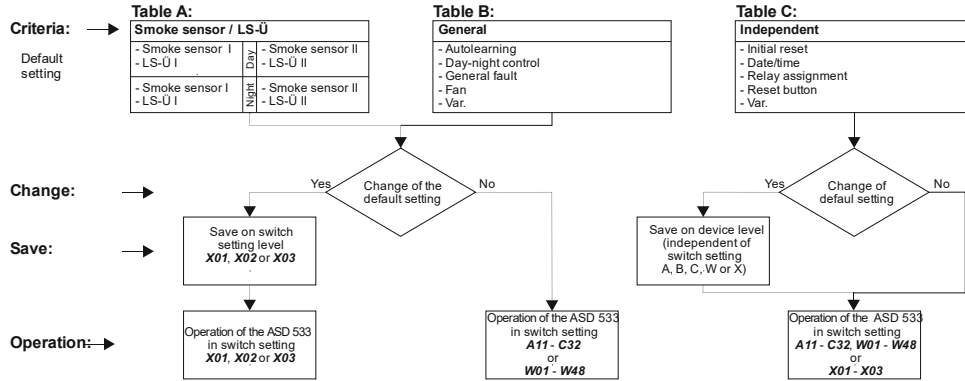 Table A:
Table B:
Table C:
Criteria:
Default
setting
Smoke sensor / LS-Ü
- Smoke sensor I
- LS-Ü I
Day
- Smoke sensor II
- LS-Ü II
- Smoke sensor I
- LS-Ü I
Night
- Smoke sensor II
- LS-Ü II
General
- Autolearning
- Day-night control
- General fault
- Fan
- Var.
Independent
- Initial reset
- Date/time
- Relay assignment
- Reset button
- Var.
Change:
Yes
Change of the
default setting
No
Yes
Change of
defaul setting
No
Save:
Save on switch
setting level
X01, X02 or X03
Save on device level
(independent of
switch setting
A, B, C, W or X)
Operation:
Operation of the ASD 533
in switch setting
X01, X02 or X03
Operation of the ASD 533
in switch setting
A11 - C32
or
W01 - W48
Operation of the ASD 533
in switch setting
A11 - C32, W01 - W48
or
X01 - X03